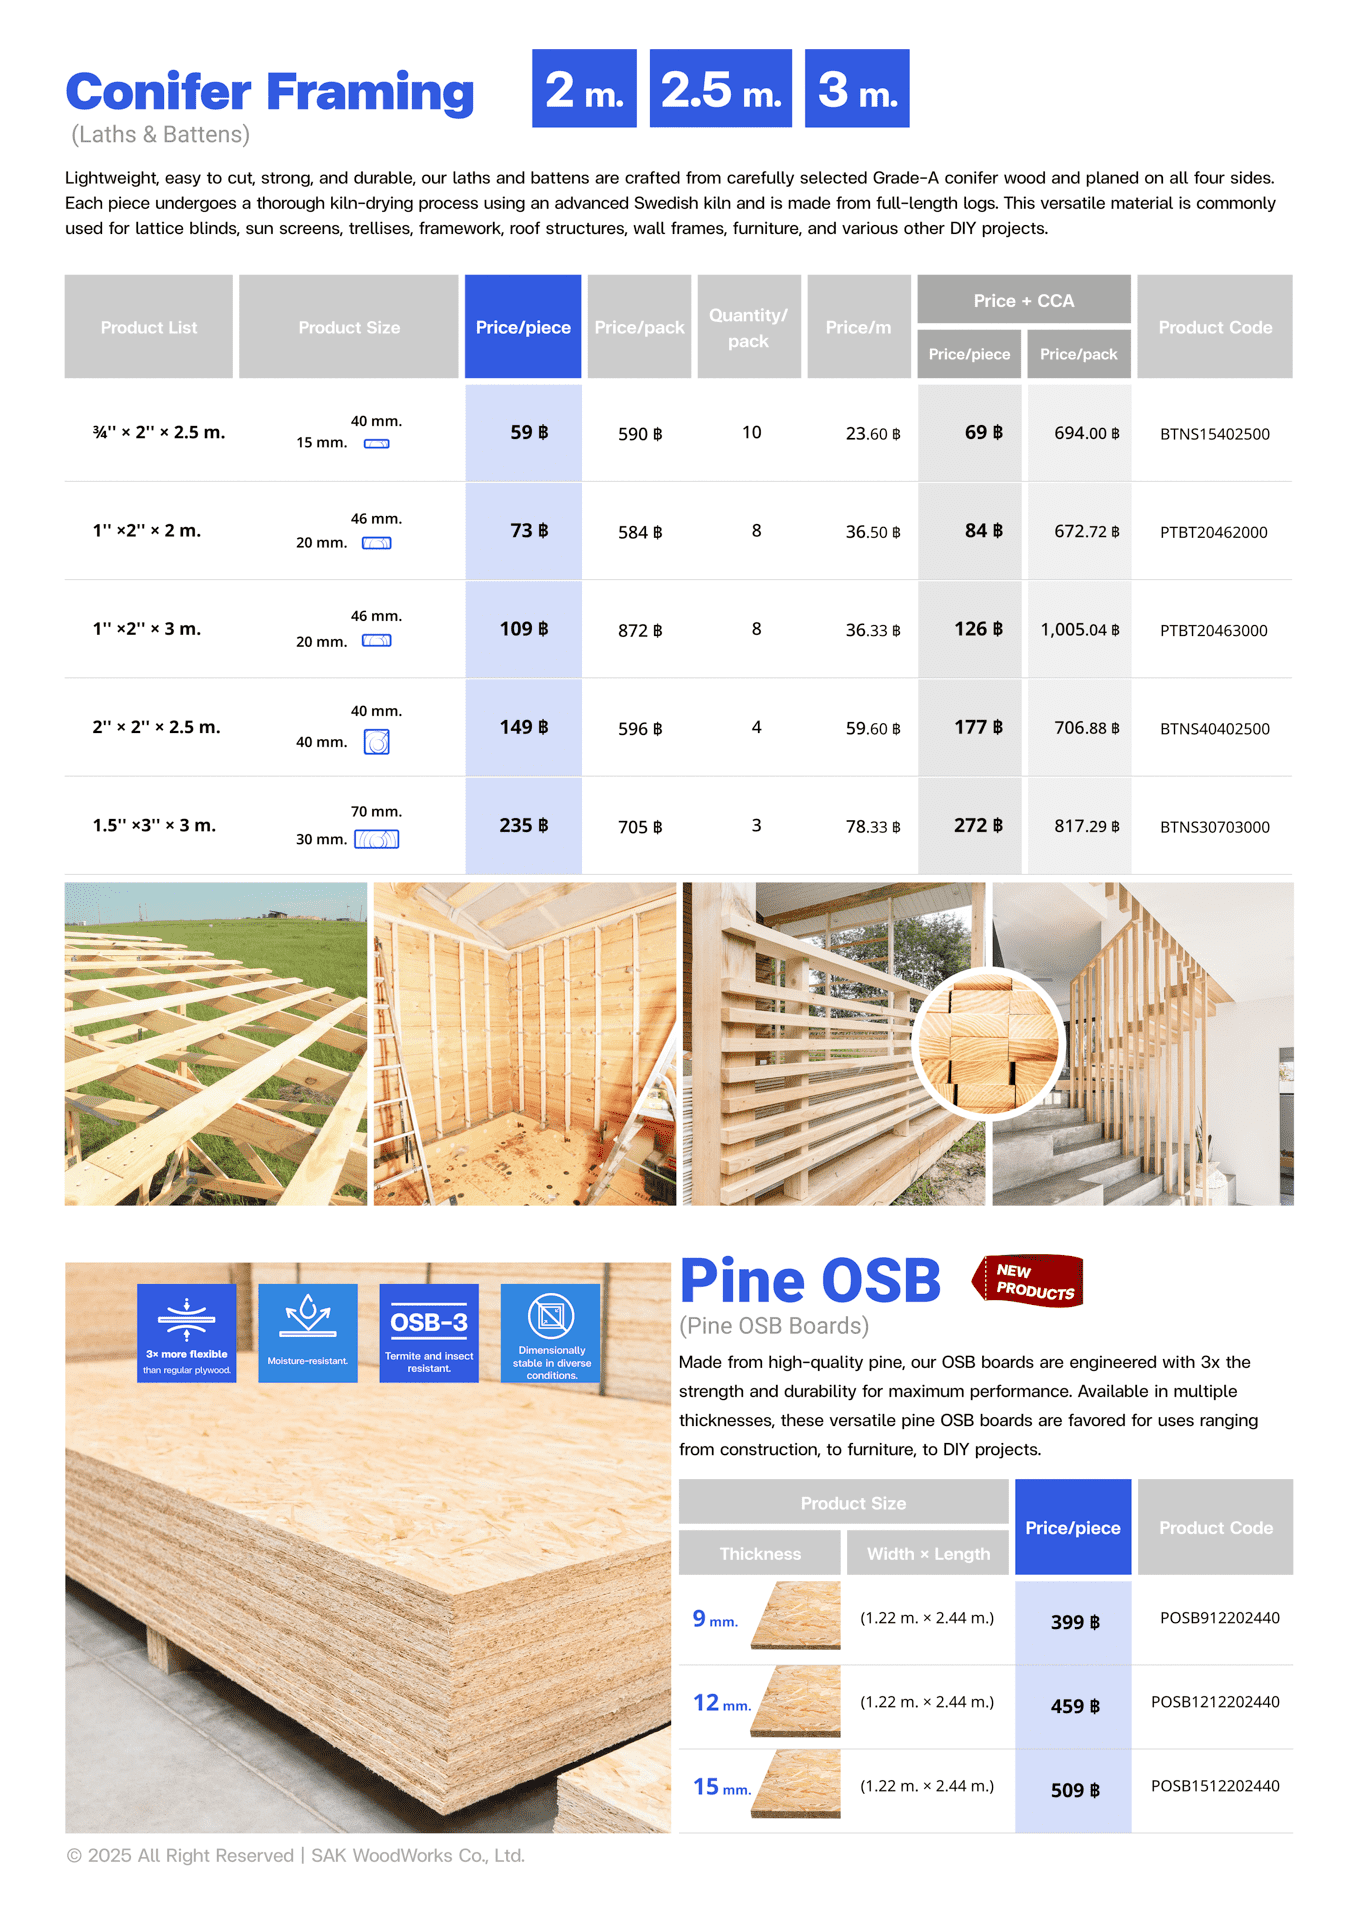 Conifer Framing
(Laths & Battens)
2 m. 2.5 m. 3 m.
Lightweight, easy to cut, strong, and durable, our laths and battens are crafted from carefully selected Grade-A conifer wood and planed on all four sides.
Each piece undergoes a thorough kiln-drying process using an advanced Swedish kiln and is made from full-length logs. This versatile material is commonly
used for lattice blinds, sun screens, trellises, framework, roof structures, wall frames, furniture, and various other DIY projects.
Product List
Product Size
Price/piece
Price/pack
Quantity/
pack
Price/m
Price + CCA
Price/piece
Price/pack
Product Code
40 mm.
¾'' × 2'' × 2.5 m. 15 mm. 59 ฿ 590 ฿ 10 23.60 ฿ 69 ฿ 694.00 ฿ BTNS15402500
46 mm.
1'' ×2'' × 2 m. 20 mm. 73 ฿ 584 ฿ 8 36.50 ฿ 84 ฿ 672.72 ฿ PTBT20462000
46 mm.
1'' ×2'' × 3 m. 20 mm. 109 ฿ 872 ฿ 8 36.33 ฿ 126 ฿ 1,005.04 ฿ PTBT20463000
40 mm.
2'' × 2'' × 2.5 m. 40 mm. 149 ฿ 596 ฿ 4 59.60 ฿ 177 ฿ 706.88 ฿ BTNS40402500
70 mm.
1.5'' ×3'' × 3 m. 30 mm. 235 ฿ 705 ฿ 3 78.33 ฿ 272 ฿ 817.29 ฿ BTNS30703000
3× more flexible
than regular plywood.
Moisture-resistant.
OSB-3
Termite and insect
resistant.
Dimensionally
stable in diverse
conditions.
Pine OSB
NEW
PRODUCTS
(Pine OSB Boards)
Made from high-quality pine, our OSB boards are engineered with 3x the
strength and durability for maximum performance. Available in multiple
thicknesses, these versatile pine OSB boards are favored for uses ranging
from construction, to furniture, to DIY projects.
Product Size
Thickness
Width × Length
Price/piece
Product Code
9 mm. (1.22 m. × 2.44 m.) 399 ฿ POSB912202440
12 mm. (1.22 m. × 2.44 m.) 459 ฿ POSB1212202440
15 mm. (1.22 m. × 2.44 m.) 509 ฿ POSB1512202440
© 2025 All Right Reserved | SAK WoodWorks Co., Ltd.